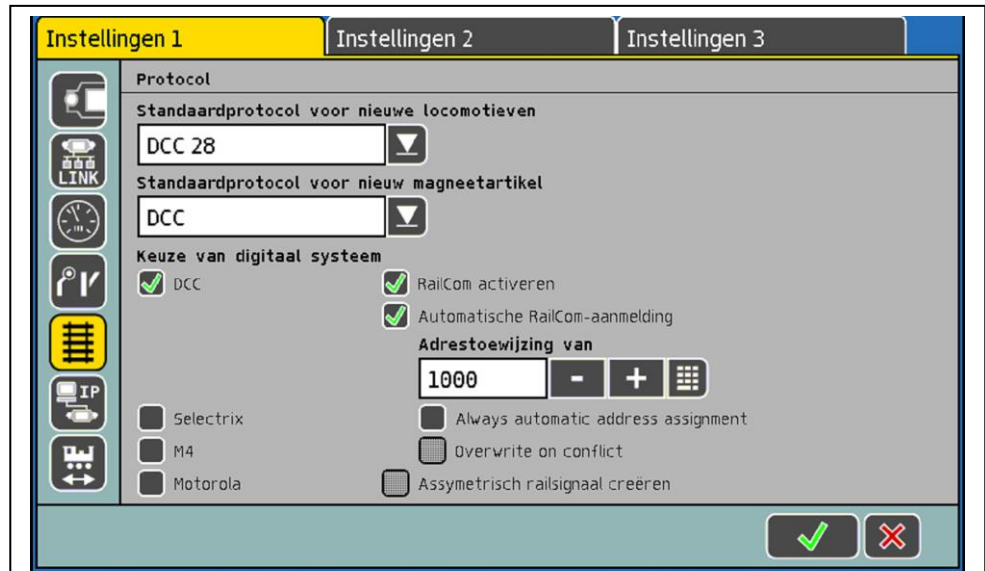 Instellingen 1 Instellingen 2 Instellingen 3
Protocol
Standaardprotocol voor nieuwe locomotieven
DCC 28
LINK
Standaardprotocol voor nieuw magneetartikel
DCC
Keuze van digitaal systeem
DCC RailCom activeren
Automatische RailCom-aanmelding
Adrestoewijzing van
1000 - +
IP
Selectrix Always automatic address assignment
M4 Overwrite on conflict
Motorola Assymetrisch railsignaal creëren